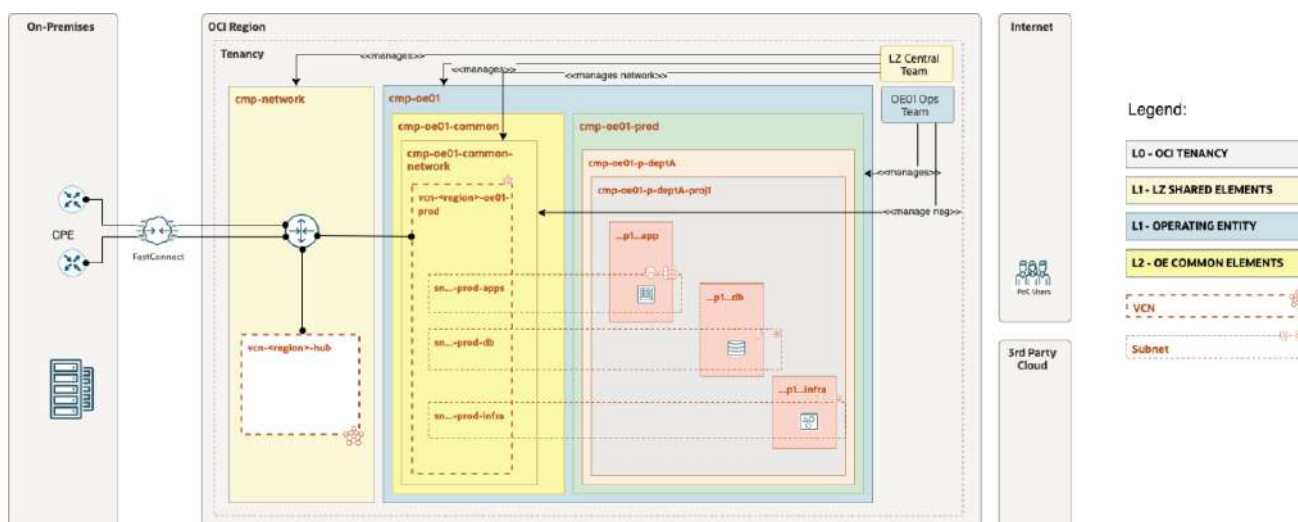 On-Premises
OCI Region
Internet
Tenancy
<<manages>>
LZ Central
Team
<<manages>>
<<manages network>>
cmp-network
cmp-oe01
OE01 Ops
Team
cmp-oe01-common
cmp-oe01-prod
cmp-oe01-common-
network
cmp-oe01-p-deptA
<<manages>>
vcn-<region>-oe01-
prod
cmp-oe01-p-deptA-proj1
<<manage nsg>>
CPE
FastConnect
...p1...app
sn...-prod-apps
...p1...db
PoC Users
sn...-prod-db
vcn-<region>-hub
3rd Party
Cloud
...p1...infra
sn...-prod-infra
Legend:
L0 - OCI TENANCY
L1 - LZ SHARED ELEMENTS
L1 - OPERATING ENTITY
L2 - OE COMMON ELEMENTS
VCN
Subnet